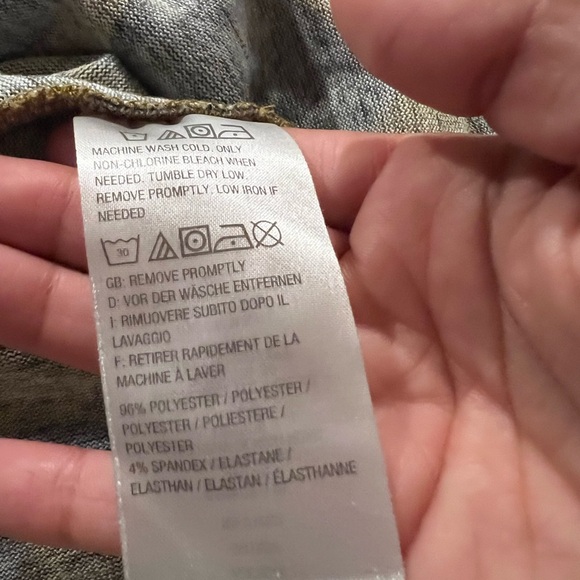 MACHINE WASH COLD. ONLY
NON-CHLORINE BLEACH WHEN
NEEDED. TUMBLE DRY LOW.
REMOVE PROMPTLY. LOW IRON IF
NEEDED
30
GB: REMOVE PROMPTLY
D: VOR DER WÄSCHE ENTFERNEN
I: RIMUOVERE SUBITO DOPO IL
LAVAGGIO
F: RETIRER RAPIDEMENT DE LA
MACHINE À LAVER
96% POLYESTER / POLYESTER /
POLYESTER / POLIESTERE /
POLYESTER
4% SPANDEX / ELASTANE /
ELASTHAN / ELASTAN / ÉLASTHANNE